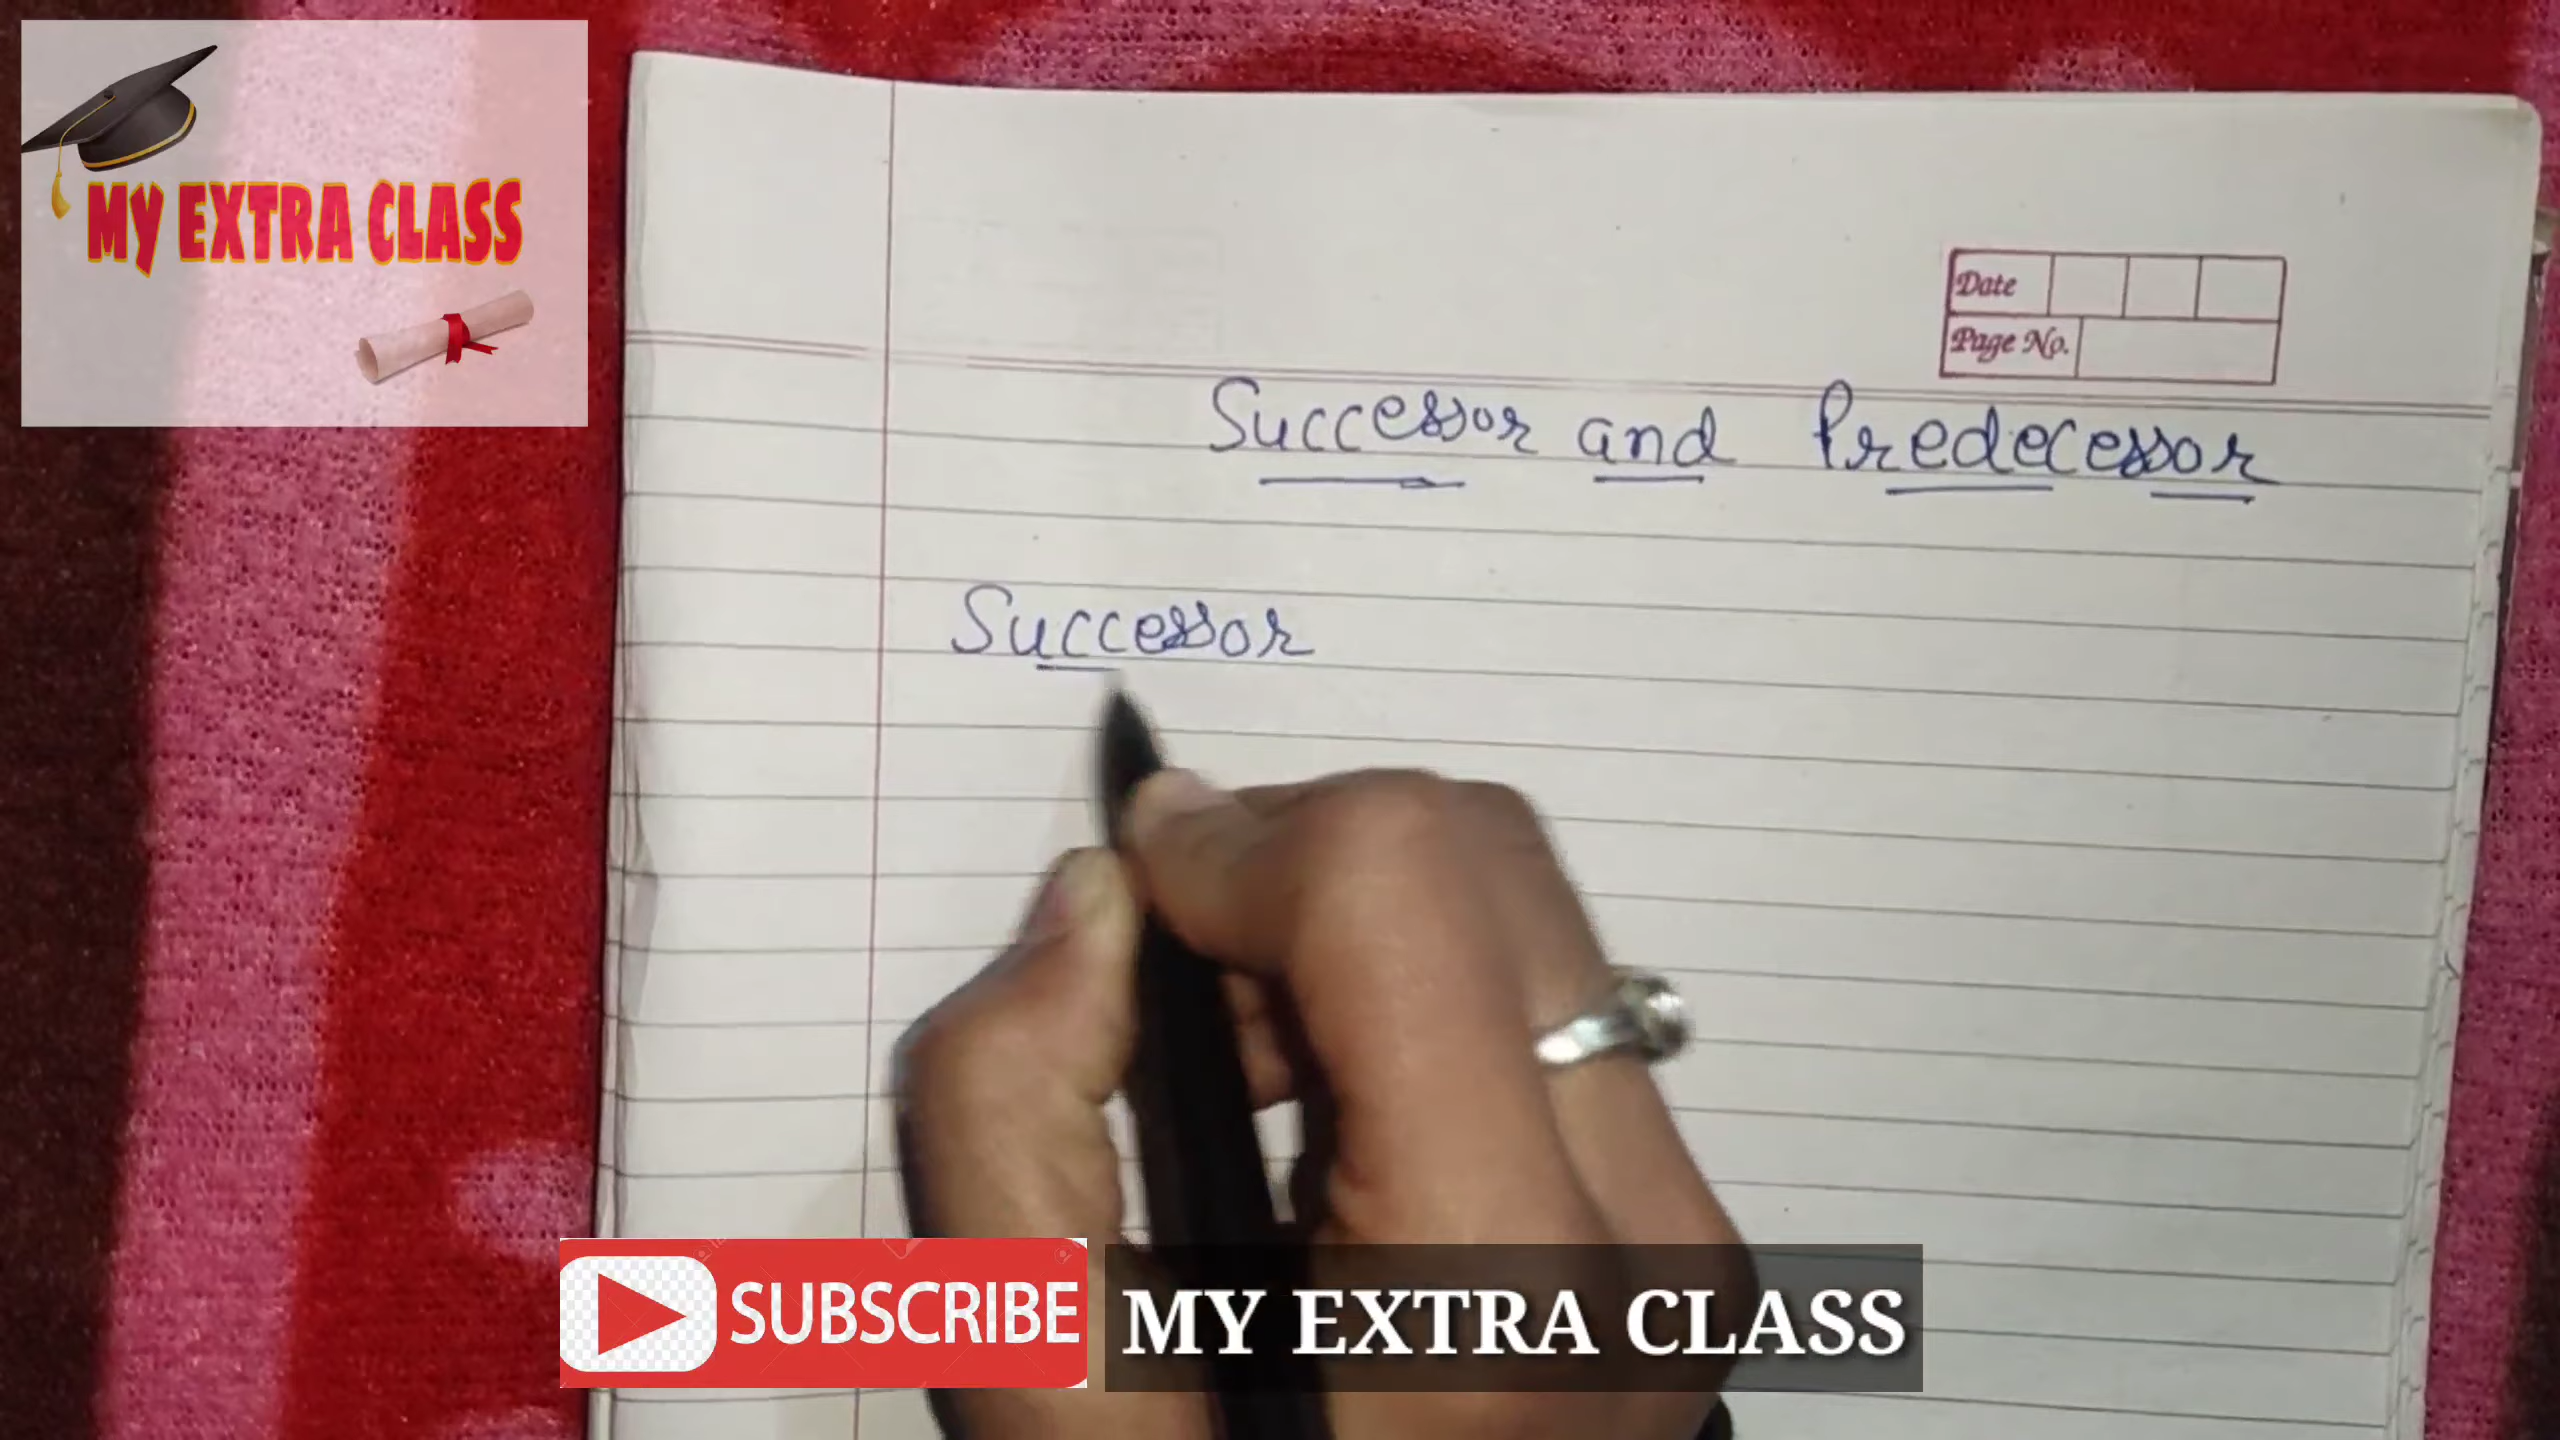 MY EXTRA CLASS
Date
Page No.
Successor and Predecessor
Successor
SUBSCRIBE
MY EXTRA CLASS